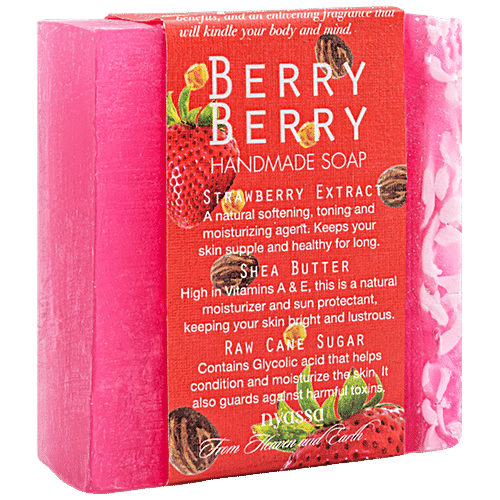 benefits, and an enlivening fragrance that
will kindle your body and mind.
BERRY
BERRY
HANDMADE SOAP
STRAWBERRY EXTRACT
A natural softening, toning and
moisturizing agent. Keeps your
skin supple and healthy for long.
SHEA BUTTER
High in Vitamins A & E, this is a natural
moisturizer and sun protectant,
keeping your skin bright and lustrous.
RAW CANE SUGAR
Contains Glycolic acid that helps
condition and moisturize the skin. It
also guards against harmful toxins.
nyassa
From Heaven and Earth